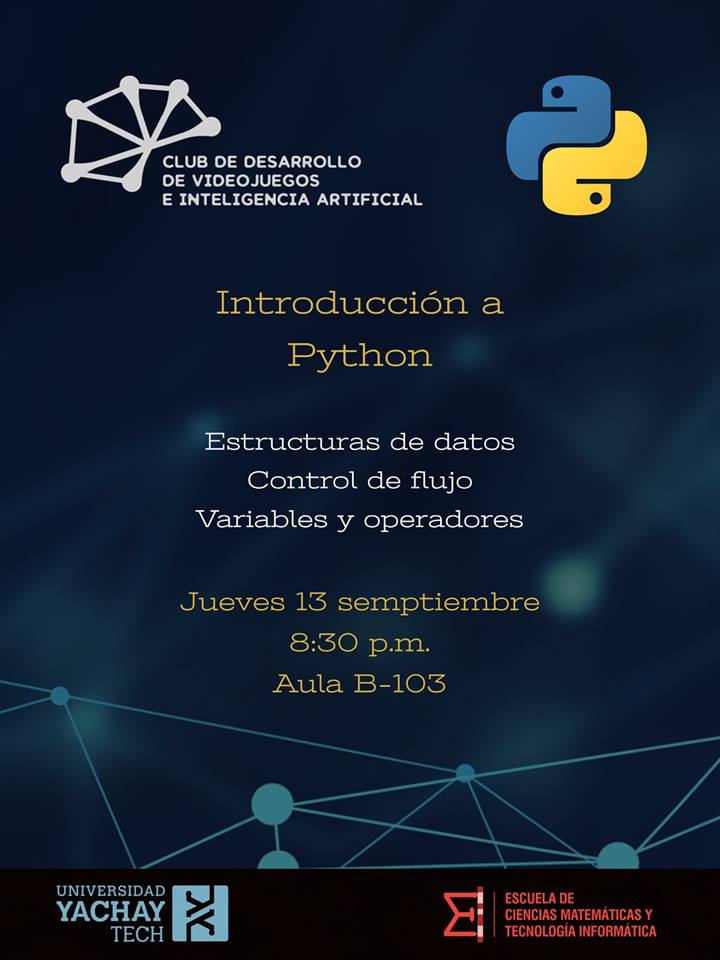 CLUB DE DESARROLLO
DE VIDEOJUEGOS
E INTELIGENCIA ARTIFICIAL
Introducción a
Python
Estructuras de datos
Control de flujo
Variables y operadores
Jueves 13 semptiembre
8:30 p.m.
Aula B-103
UNIVERSIDAD
YACHAY
TECH
ESCUELA DE
CIENCIAS MATEMÁTICAS Y
TECNOLOGÍA INFORMÁTICA